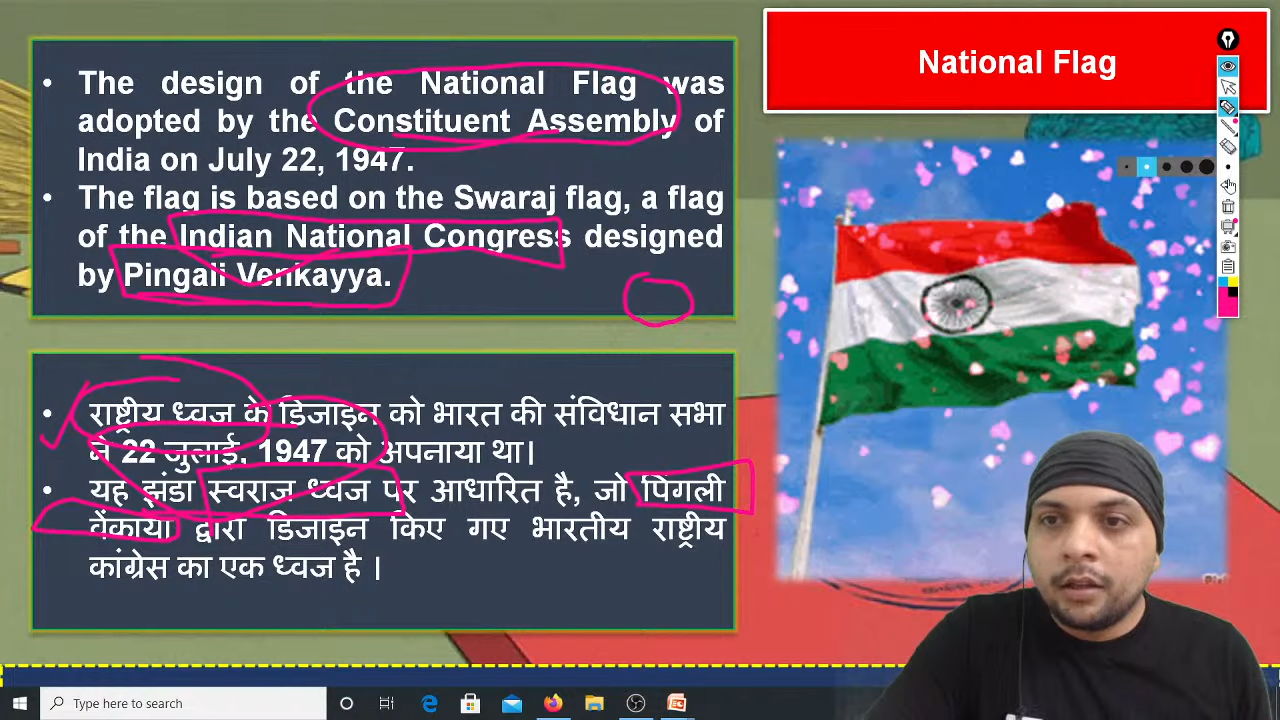 National Flag
• The design of the National Flag was
adopted by the Constituent Assembly of
India on July 22, 1947.
• The flag is based on the Swaraj flag, a flag
of the Indian National Congress designed
by Pingali Venkayya.
• राष्ट्रीय ध्वज के डिजाइन को भारत की संविधान सभा
ने 22 जुलाई, 1947 को अपनाया था।
• यह झंडा स्वराज ध्वज पर आधारित है, जो पिंगली
वेंकाया द्वारा डिजाइन किए गए भारतीय राष्ट्रीय
कांग्रेस का एक ध्वज है ।
Type here to search